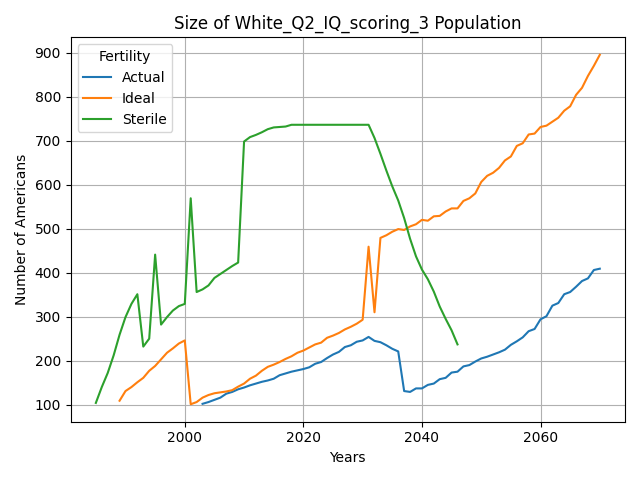 Size of White_Q2_IQ_scoring_3 Population
Fertility
Actual
Ideal
Sterile
Number of Americans
900
800
700
600
500
400
300
200
100
2000
2020
2040
2060
Years